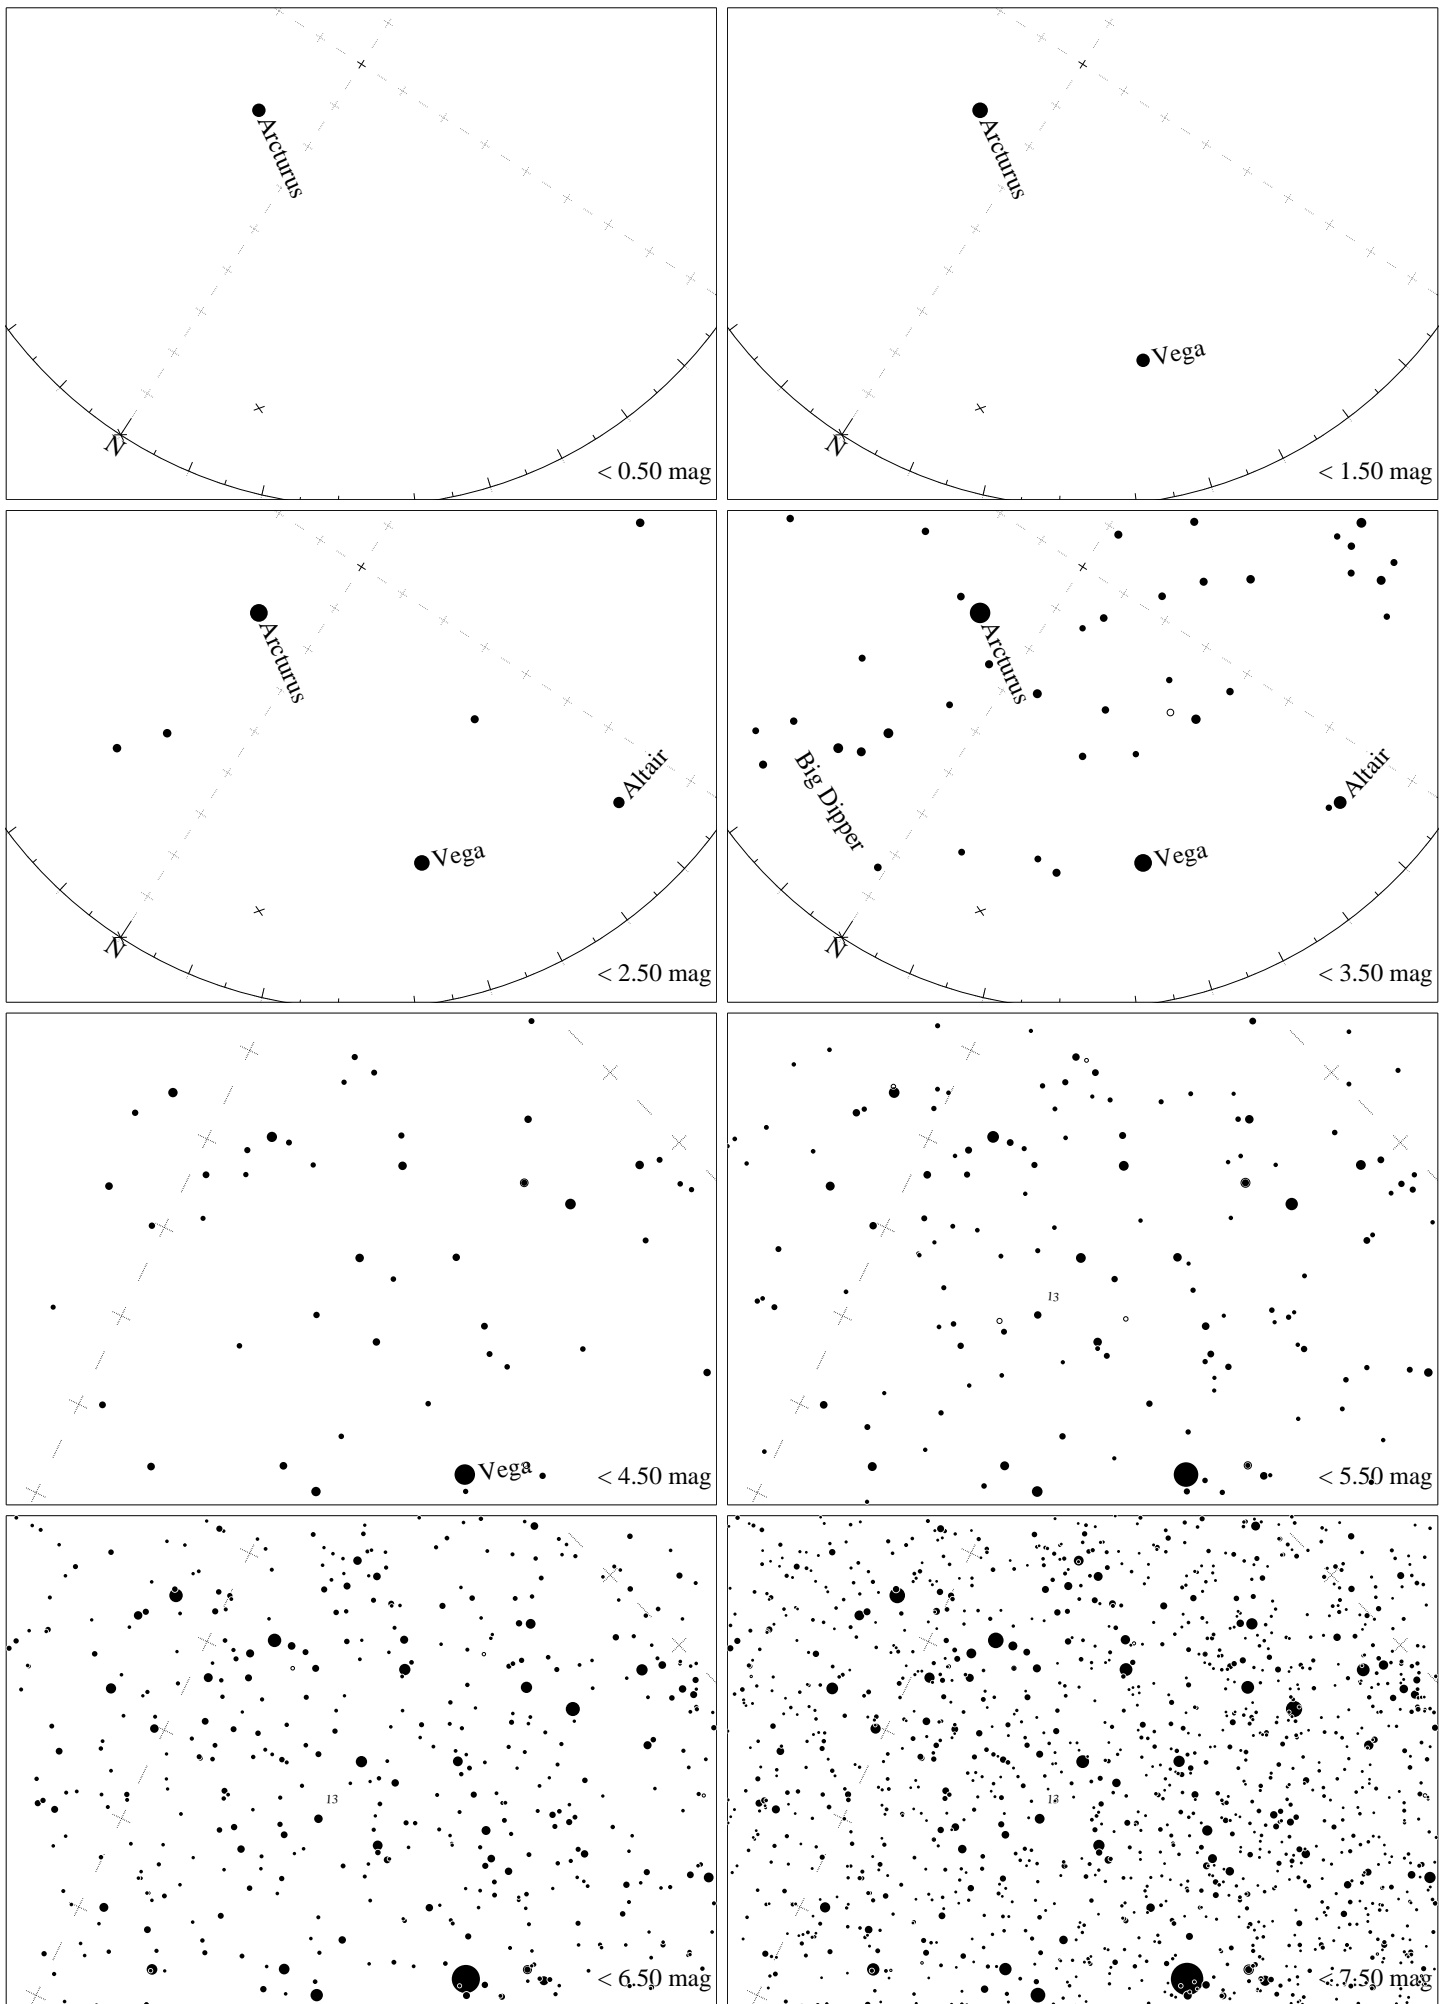 Arcturus
N
< 0.50 mag
Arcturus
Vega
N
< 1.50 mag
Arcturus
Altair
Vega
N
< 2.50 mag
Arcturus
Big Dipper
Altair
Vega
N
< 3.50 mag
Vega
< 4.50 mag
13
< 5.50 mag
13
< 6.50 mag
13
< 7.50 mag